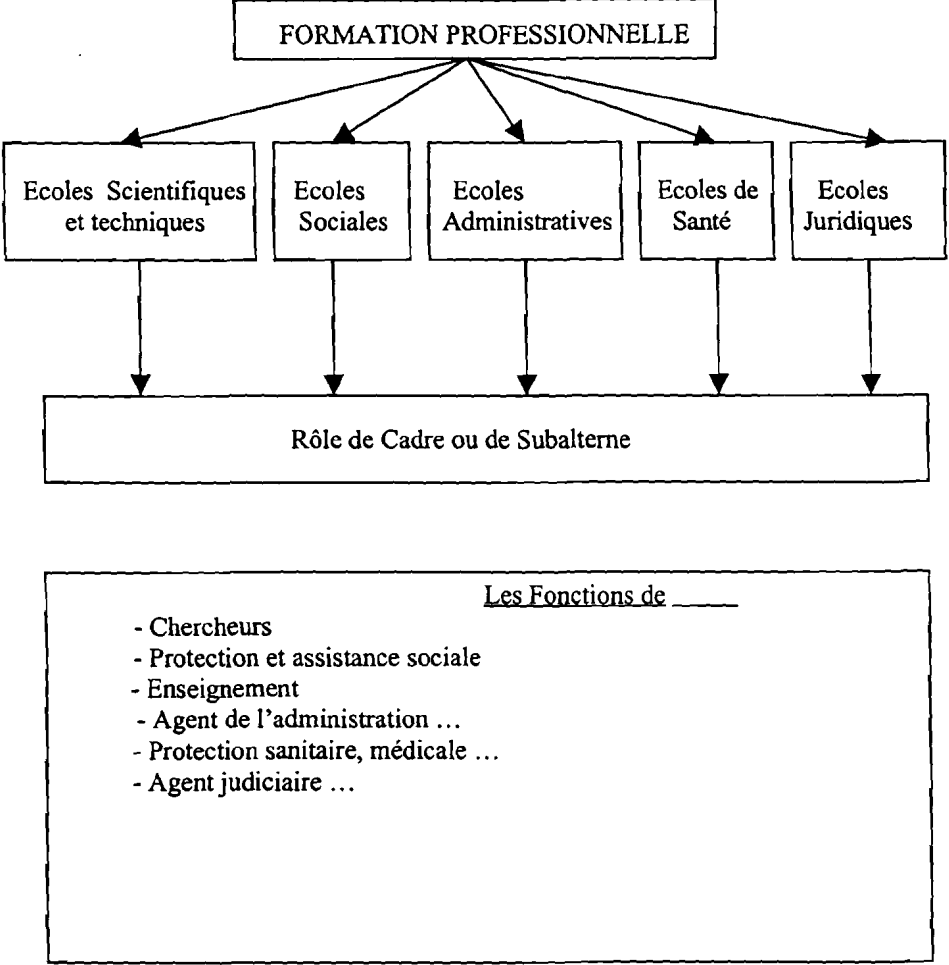 FORMATION PROFESSIONNELLE
Ecoles Scientifiques
et techniques
Ecoles
Sociales
Ecoles
Administratives
Ecoles de
Santé
Ecoles
Juridiques
Rôle de Cadre ou de Subalterne
Les Fonctions de _____
- Chercheurs
- Protection et assistance sociale
- Enseignement
- Agent de l'administration ...
- Protection sanitaire, médicale ...
- Agent judiciaire ...